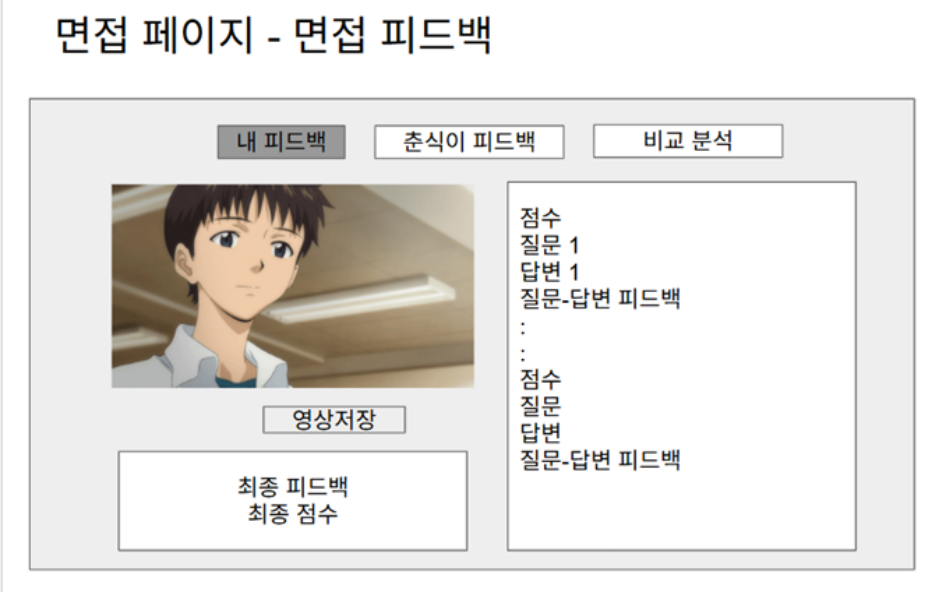 면접 페이지 - 면접 피드백
내 피드백
춘식이 피드백
비교 분석
영상저장
최종 피드백
최종 점수
점수
질문 1
답변 1
질문-답변 피드백
:
:
점수
질문
답변
질문-답변 피드백